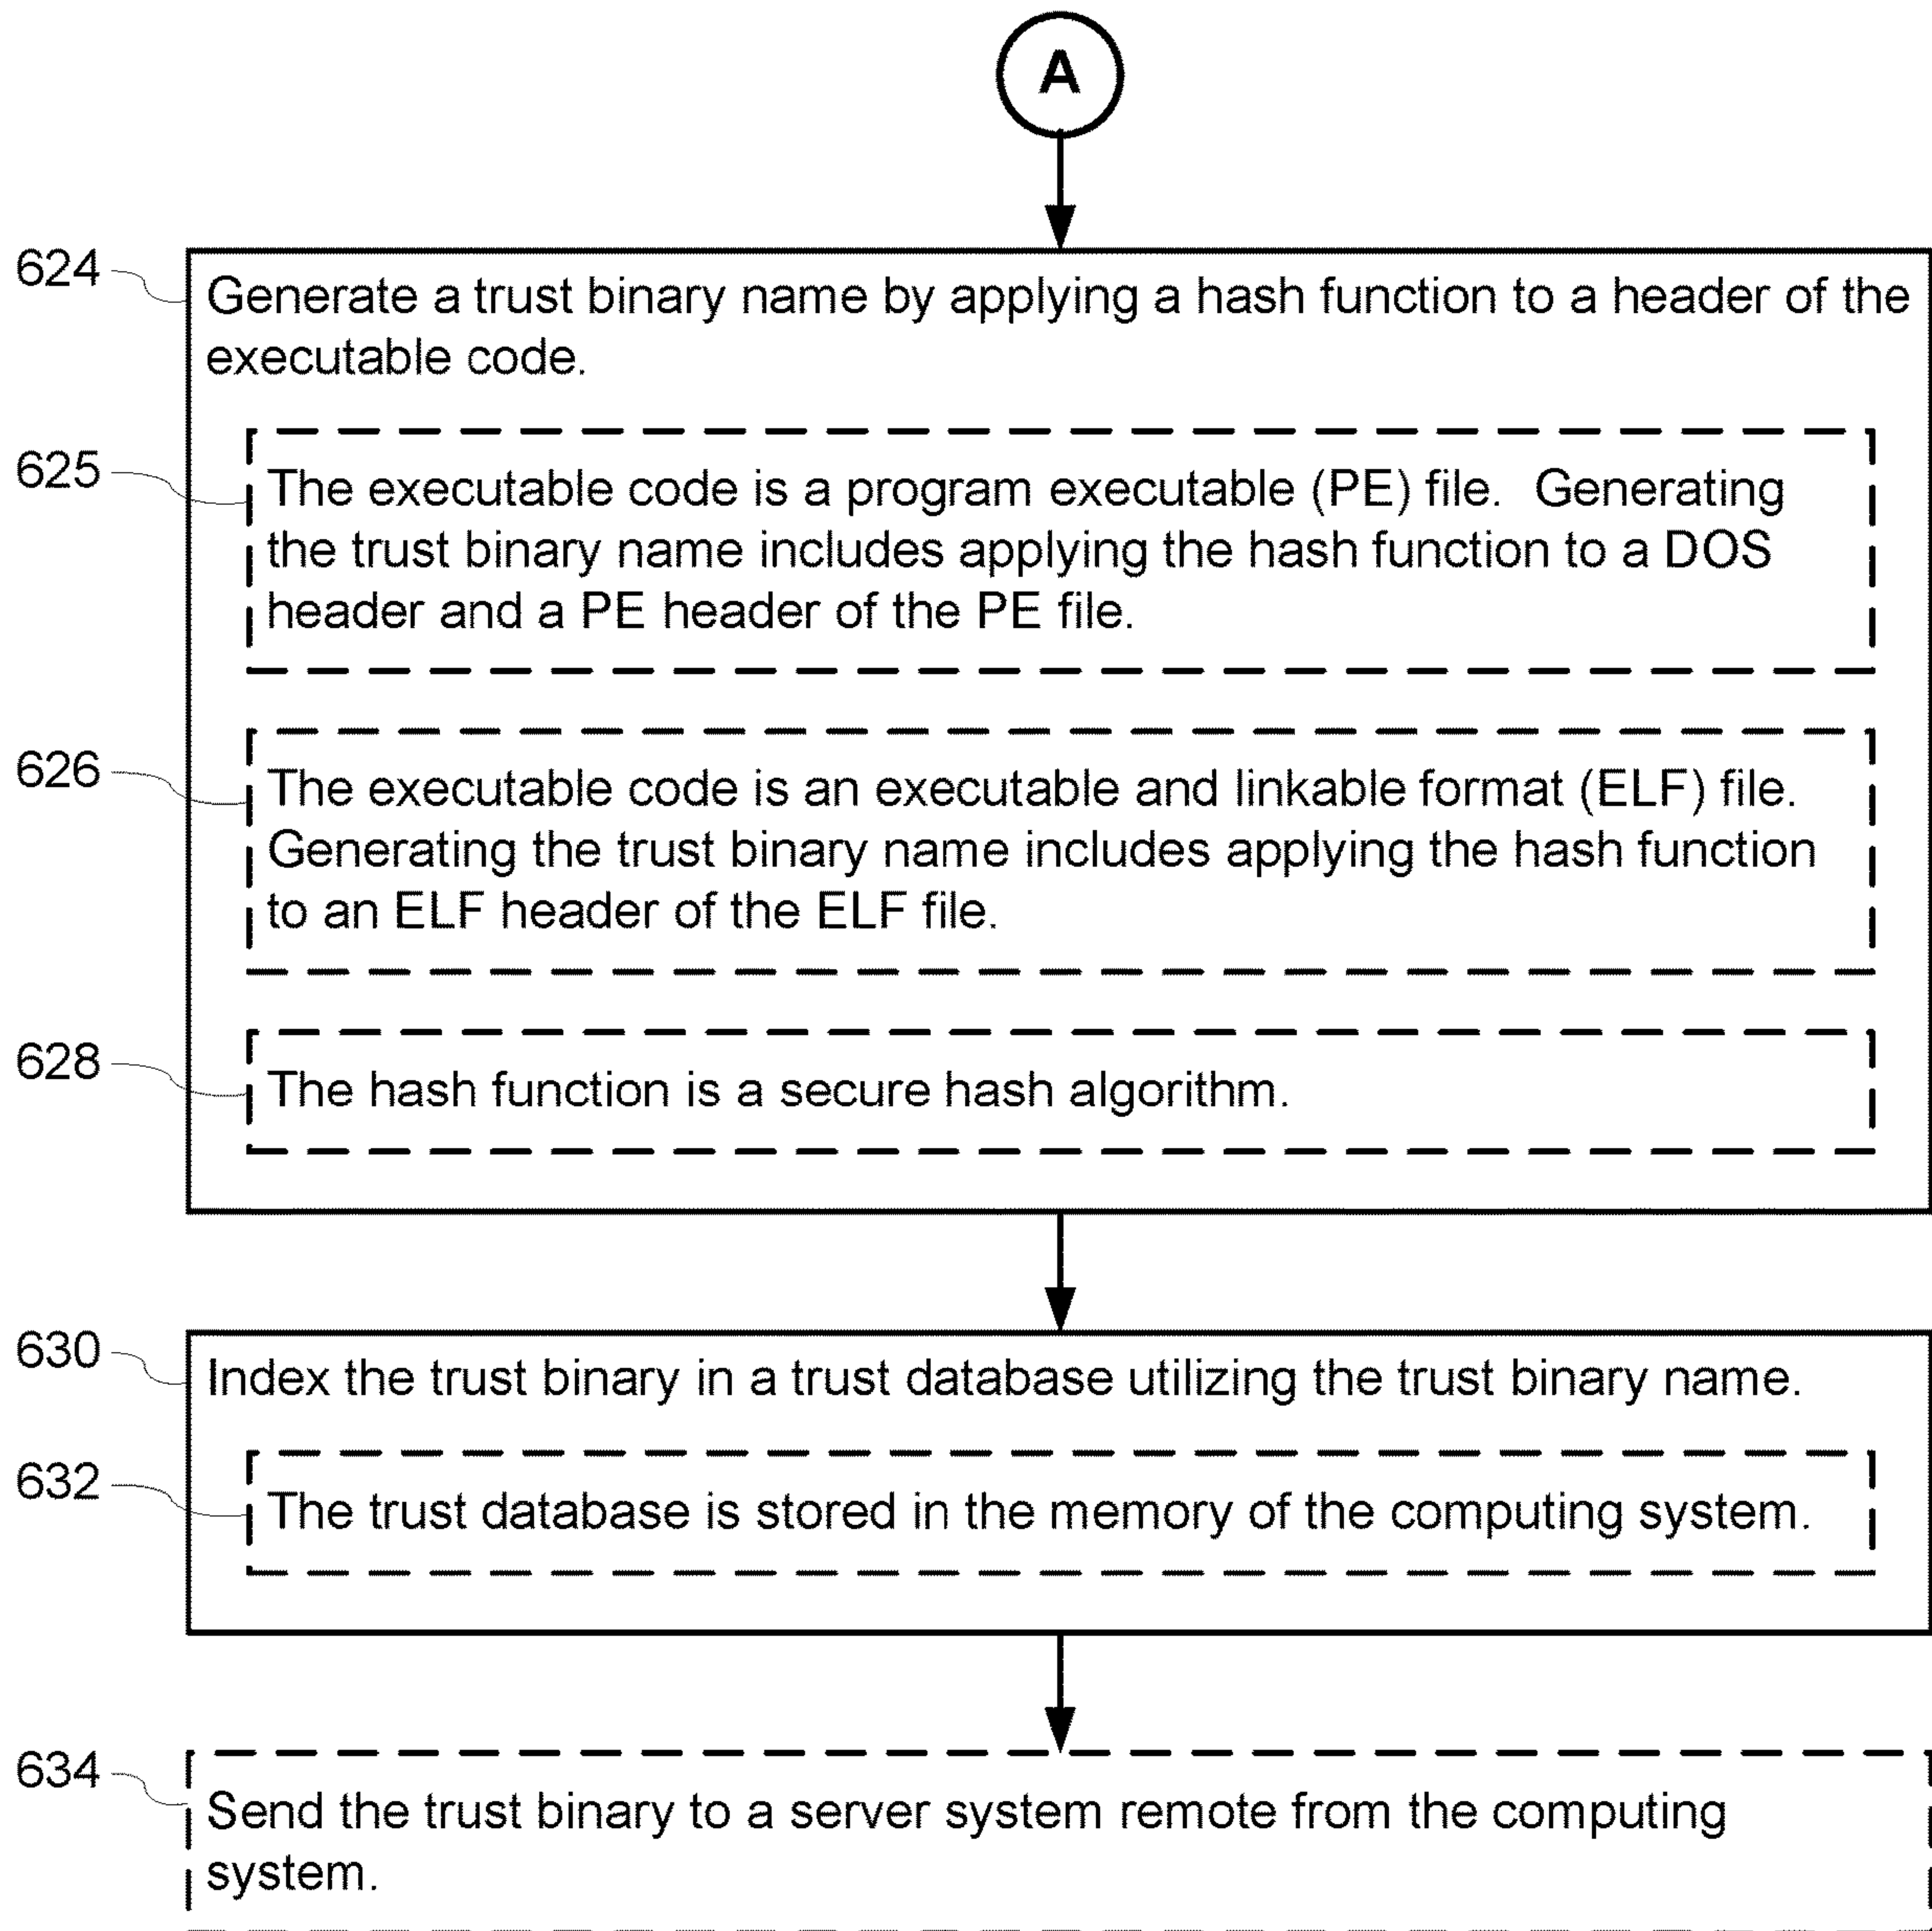 A
624
Generate a trust binary name by applying a hash function to a header of the
executable code.
625
The executable code is a program executable (PE) file.  Generating
the trust binary name includes applying the hash function to a DOS
header and a PE header of the PE file.
626
The executable code is an executable and linkable format (ELF) file.
Generating the trust binary name includes applying the hash function
to an ELF header of the ELF file.
628
The hash function is a secure hash algorithm.
630
Index the trust binary in a trust database utilizing the trust binary name.
632
The trust database is stored in the memory of the computing system.
634
Send the trust binary to a server system remote from the computing
system.